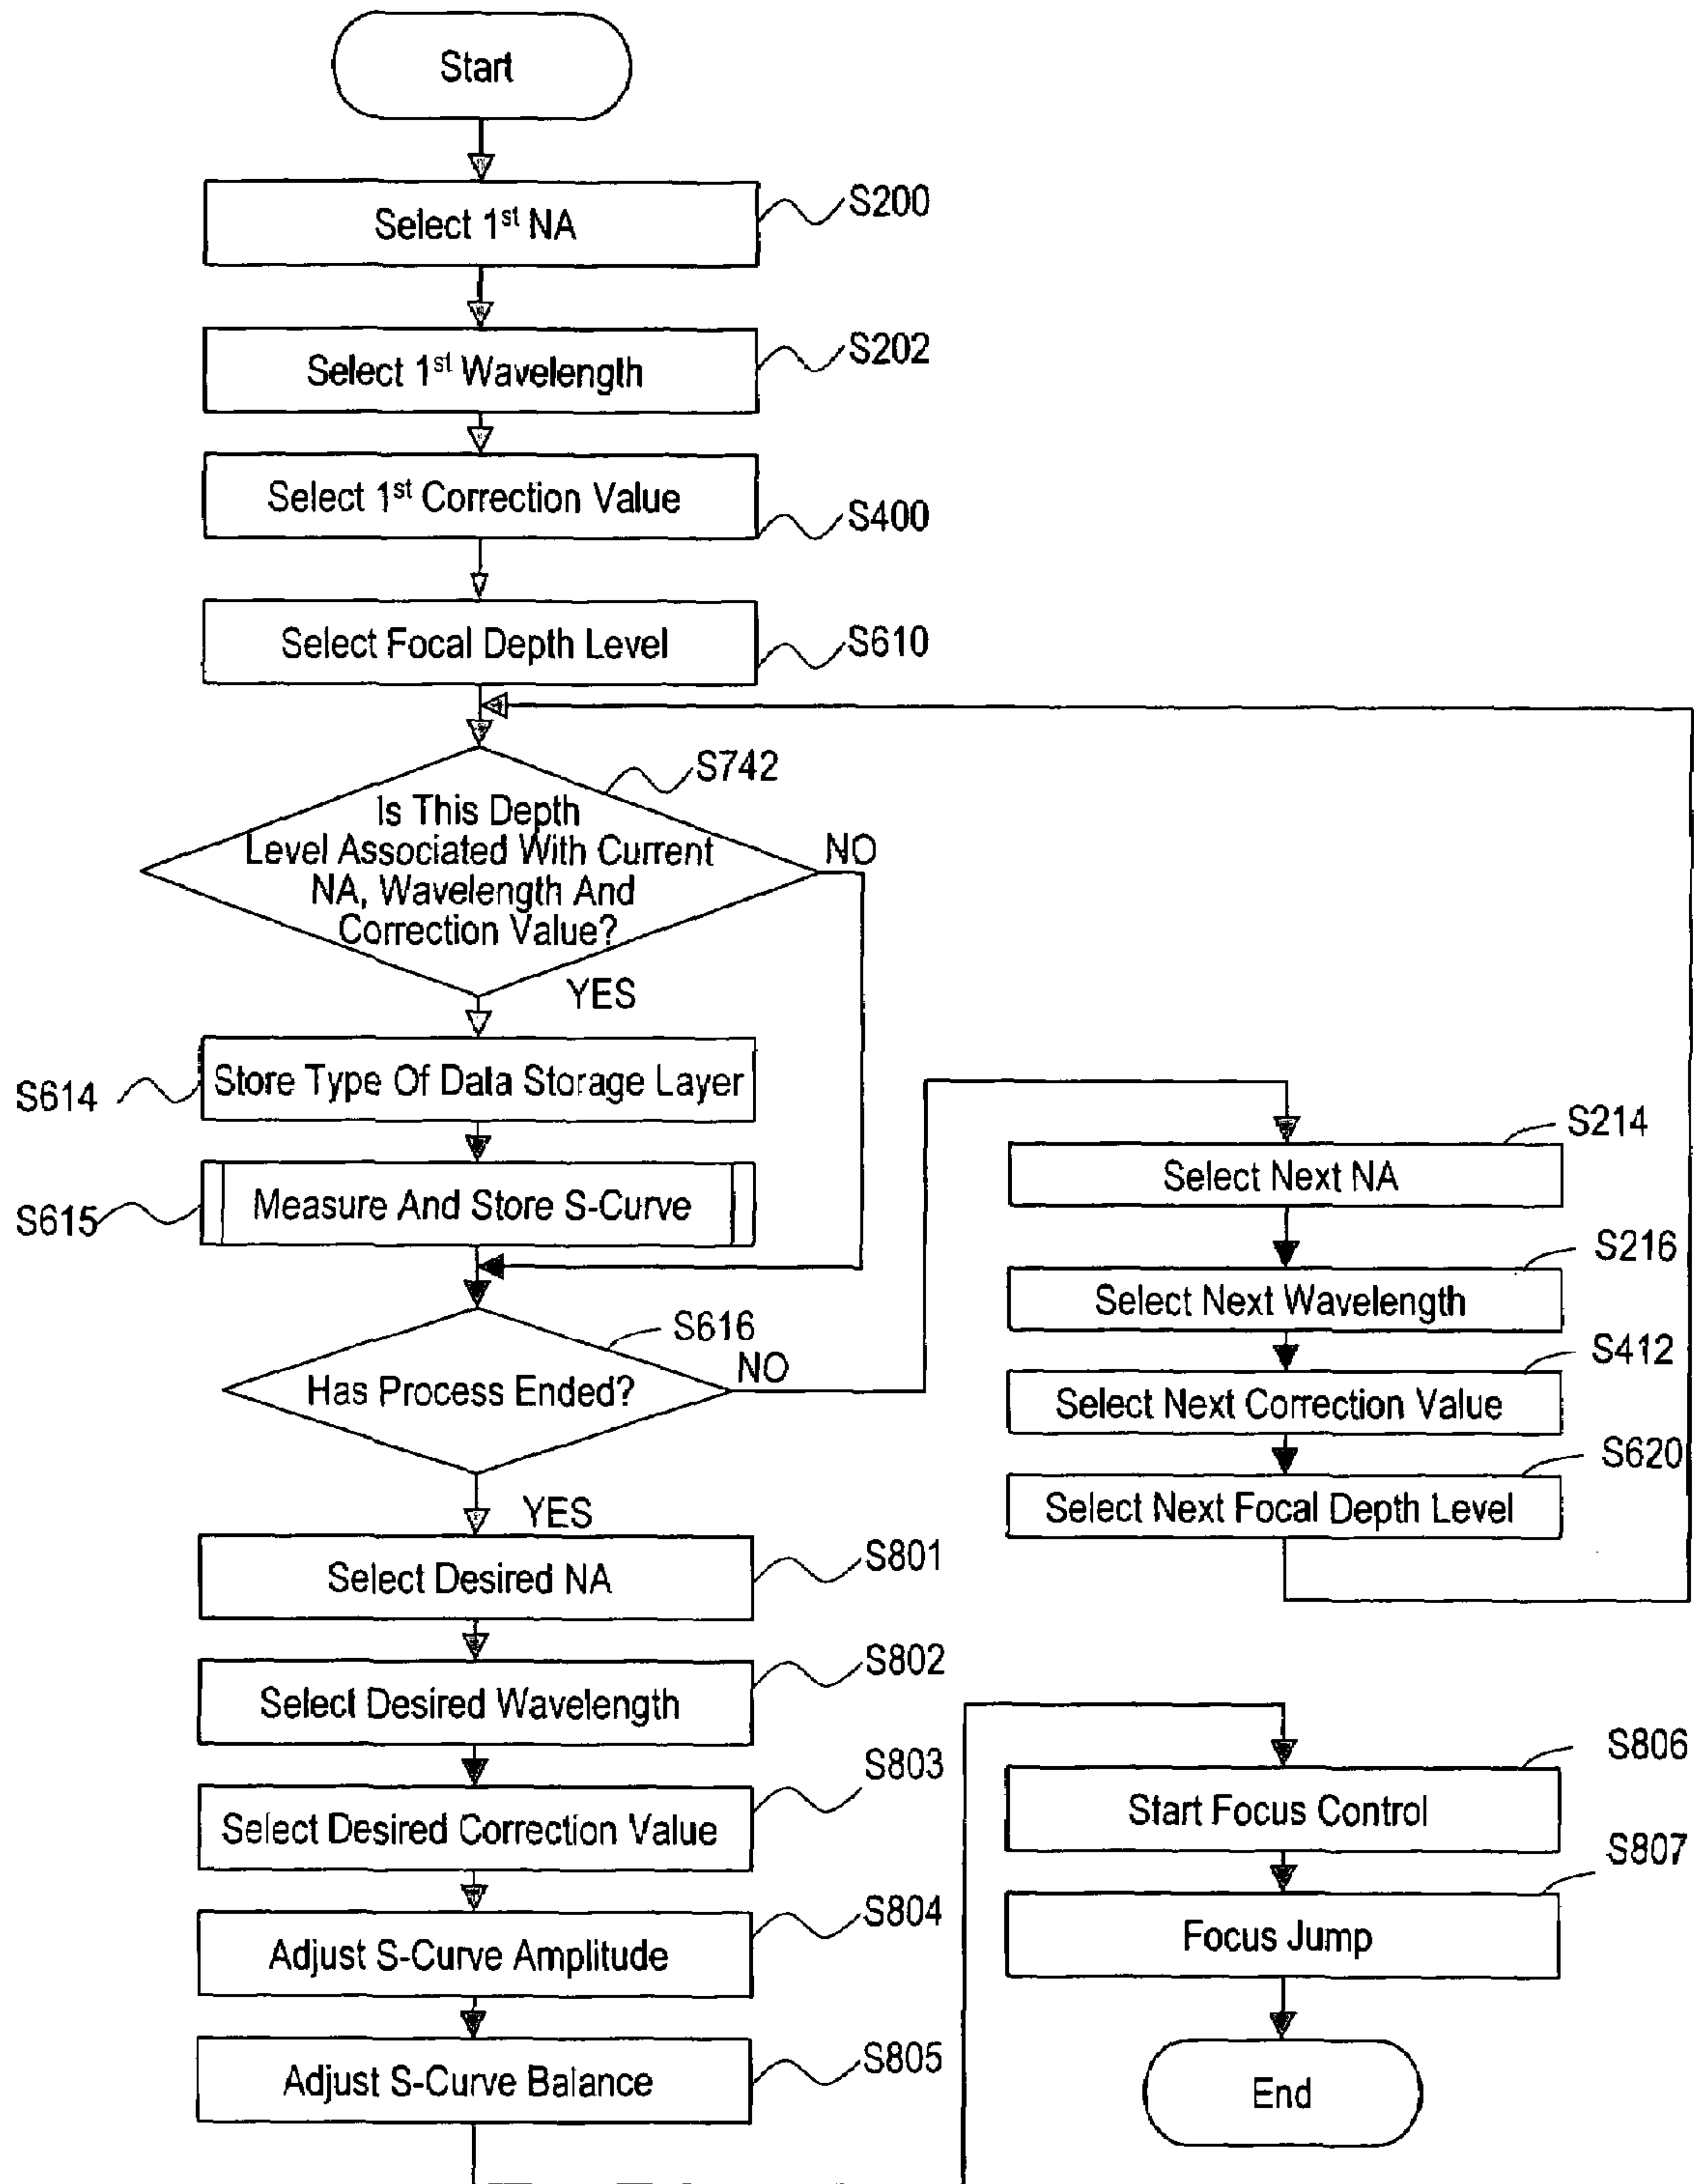 Start
Select 1st NA
S200
Select 1st Wavelength
S202
Select 1st Correction Value
S400
Select Focal Depth Level
S610
S742
Is This Depth
Level Associated With Current
NA, Wavelength And
Correction Value?
NO
YES
Store Type Of Data Storage Layer
S614
Measure And Store S-Curve
S615
S616
Has Process Ended?
NO
YES
S214
Select Next NA
S216
Select Next Wavelength
S412
Select Next Correction Value
S620
Select Next Focal Depth Level
Select Desired NA
S801
Select Desired Wavelength
S802
Select Desired Correction Value
S803
Adjust S-Curve Amplitude
S804
Adjust S-Curve Balance
S805
S806
Start Focus Control
S807
Focus Jump
End